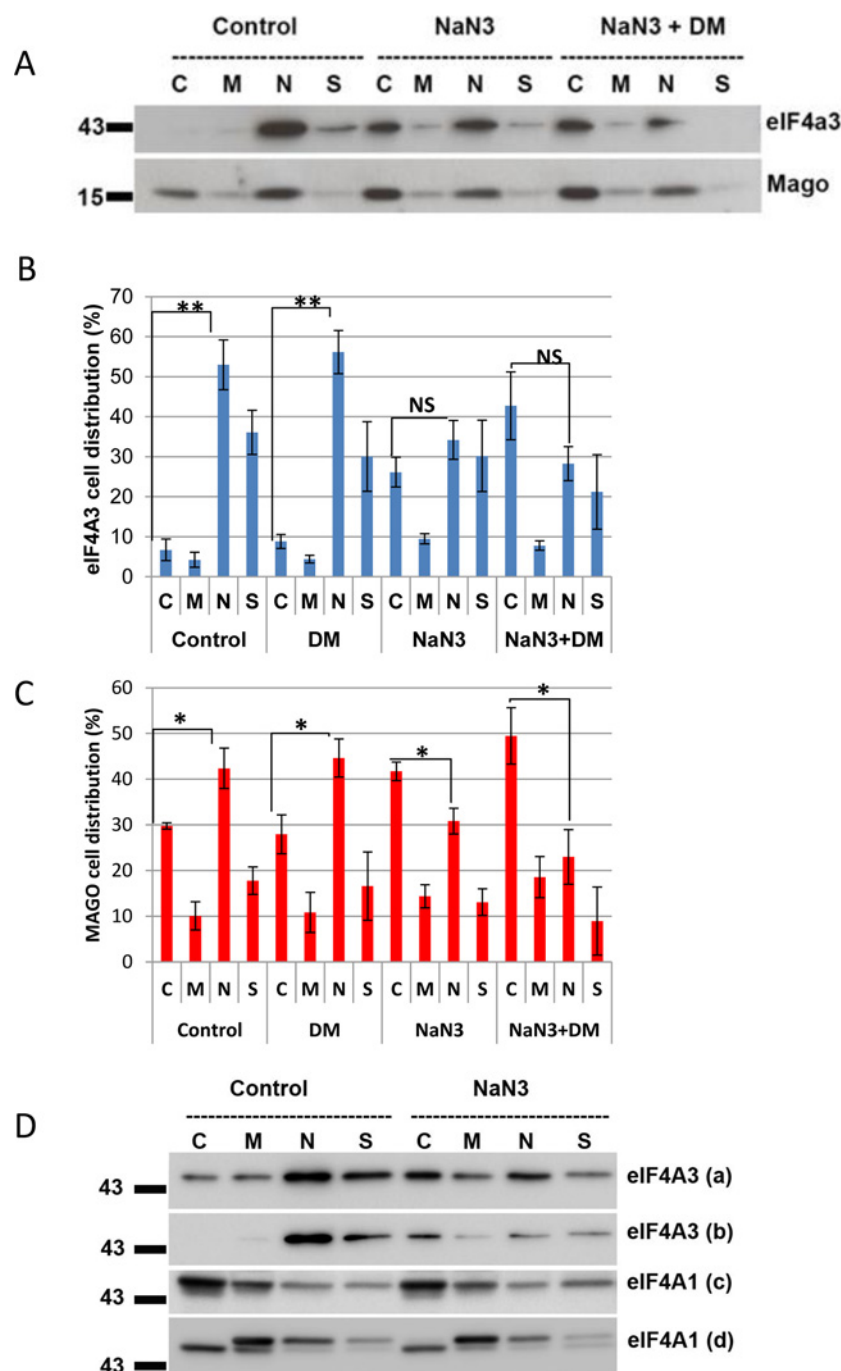 Control NaN3 NaN3 + DM
A
C M N S C M N S C M N S
43 eIF4a3
15 Mago
B
eIF4A3 cell distribution (%)
70
60
50
40
30
20
10
0
** ** NS NS
C M N S C M N S C M N S C M N S
Control DM NaN3 NaN3+DM
C
MAGO cell distribution (%)
60
50
40
30
20
10
0
* * * *
C M N S C M N S C M N S C M N S
Control DM NaN3 NaN3+DM
Control NaN3
D
C M N S C M N S
43 eIF4A3 (a)
43 eIF4A3 (b)
43 eIF4A1 (c)
43 eIF4A1 (d)